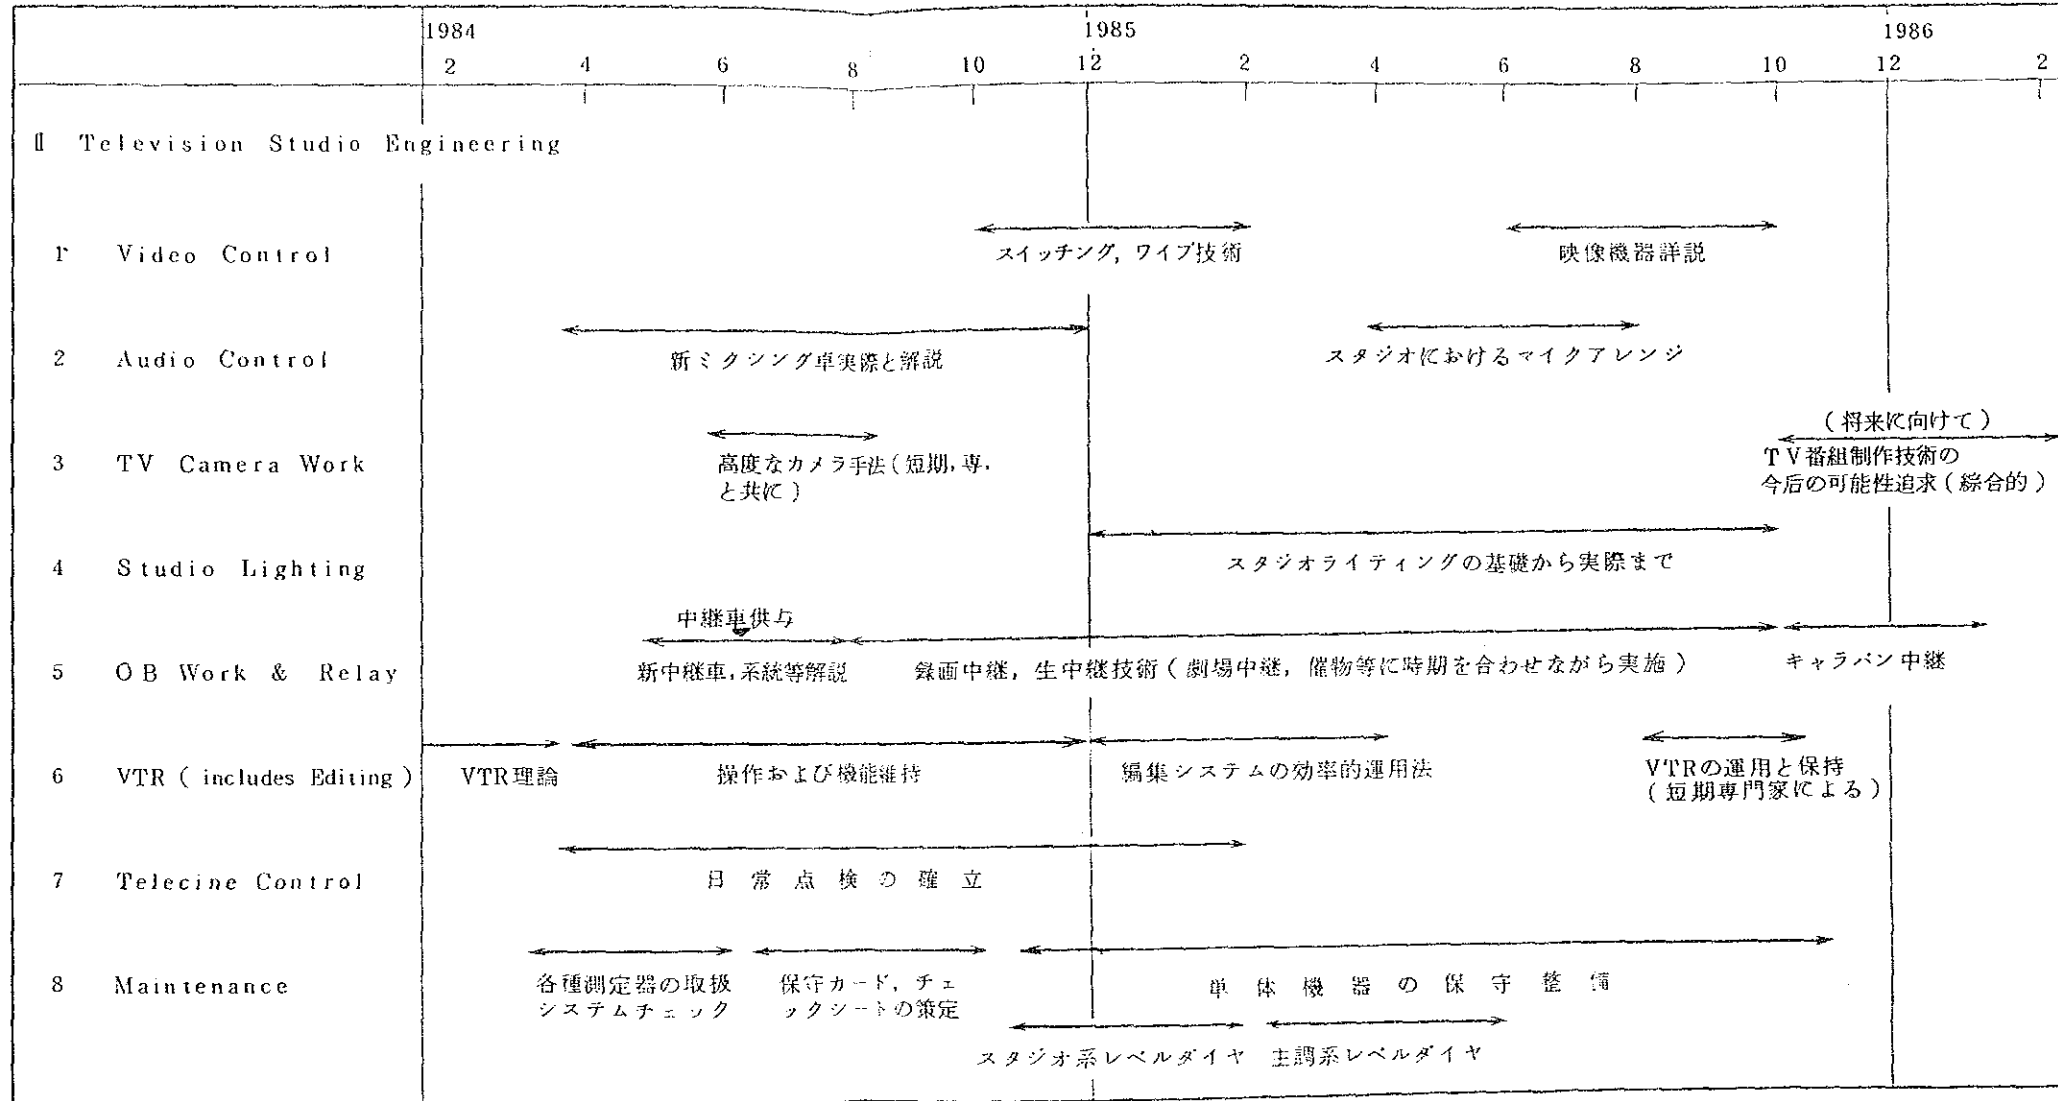 1984 1985 1986
2 4 6 8 10 12 2 4 6 8 10 12 2
Ⅱ Television Studio Engineering
1 Video Control
スイッチング, ワイプ技術
映像機器詳説
2 Audio Control
新ミクシング卓実際と解説
スタジオにおけるマイクアレンジ
3 TV Camera Work
高度なカメラ手法(短期,専,
と共に)
(将来に向けて)
TV番組制作技術の
今后の可能性追求(綜合的)
4 Studio Lighting
スタジオライティングの基礎から実際まで
中継車供与
5 OB Work & Relay
新中継車,系統等解説
録画中継, 生中継技術(劇場中継, 催物等に時期を合わせながら実施)
キャラバン中継
6 VTR ( includes Editing )
VTR理論
操作および機能維持
編集システムの効率的運用法
VTRの運用と保持
(短期専門家による)
7 Telecine Control
日常点検の確立
8 Maintenance
各種測定器の取扱
システムチェック
保守カード, チェ
ックシートの策定
単体機器の保守整備
スタジオ系レベルダイヤ
主調系レベルダイヤ